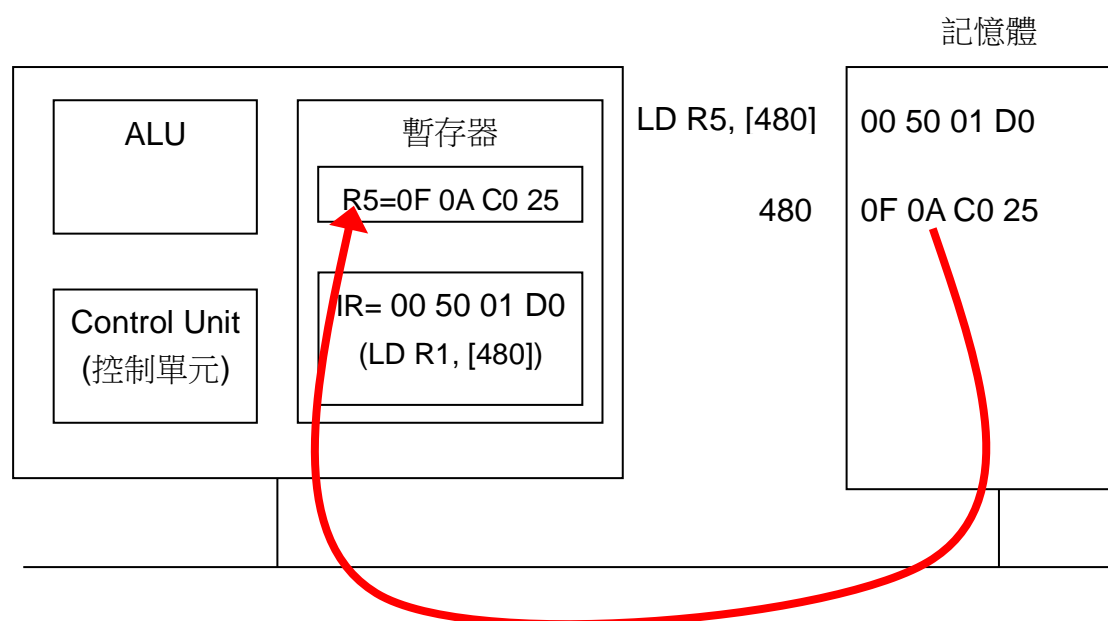 記憶體
ALU
暫存器
LD R5, [480]
00 50 01 D0
R5=0F 0A C0 25
480
0F 0A C0 25
Control Unit
(控制單元)
IR= 00 50 01 D0
(LD R1, [480])